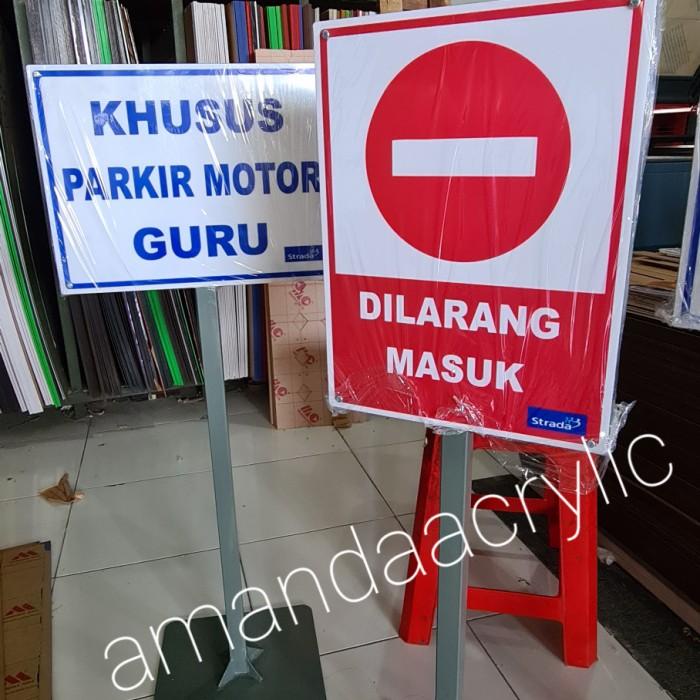 KHUSUS
PARKIR MOTOR
GURU
Strada
DILARANG
MASUK
Strada
amandaacrylic